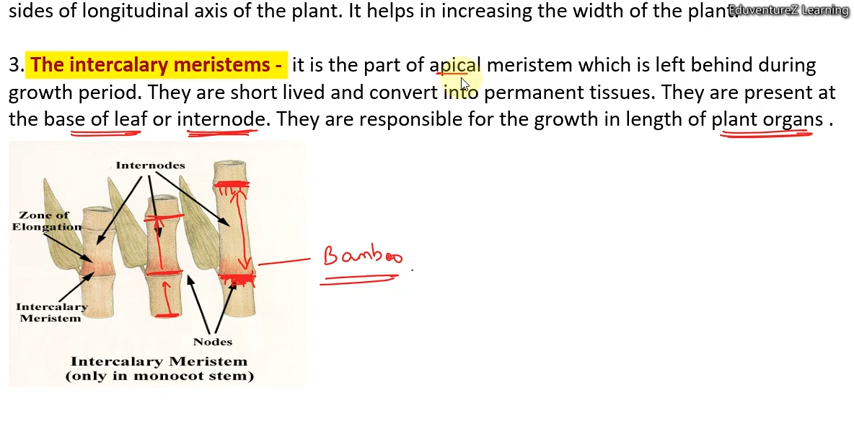 sides of longitudinal axis of the plant. It helps in increasing the width of the plant.
EduventureZ Learning
3. The intercalary meristems - it is the part of apical meristem which is left behind during
growth period. They are short lived and convert into permanent tissues. They are present at
the base of leaf or internode. They are responsible for the growth in length of plant organs .
Internodes
Zone of
Elongation
Bamboo
Intercalary
Meristem
Nodes
Intercalary Meristem
(only in monocot stem)